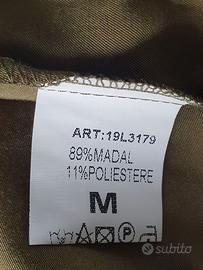 ART:19L3179
89%MADAL
11%POLIESTERE
M
subito